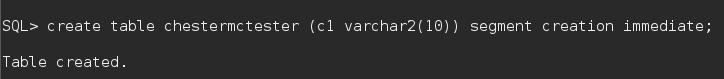 SQL> create table chestermctester (c1 varchar2(10)) segment creation immediate;
Table created.